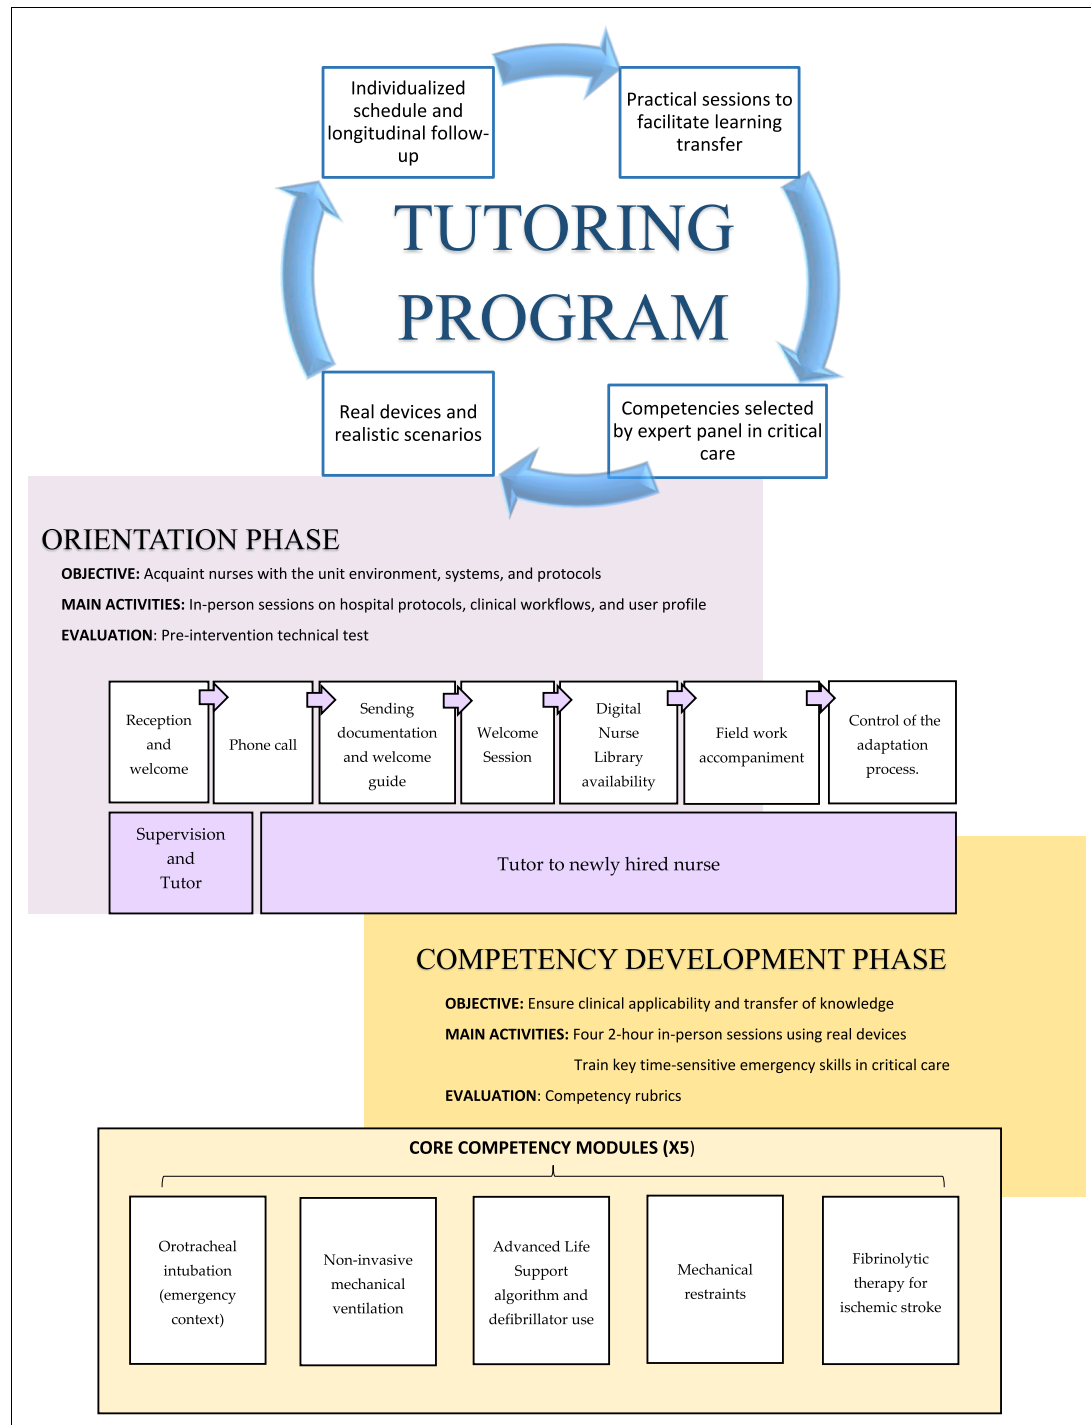 Individualized
schedule and
longitudinal follow-
up
Practical sessions to
facilitate learning
transfer
TUTORING
PROGRAM
Real devices and
realistic scenarios
Competencies selected
by expert panel in critical
care
ORIENTATION PHASE
OBJECTIVE: Acquaint nurses with the unit environment, systems, and protocols
MAIN ACTIVITIES: In-person sessions on hospital protocols, clinical workflows, and user profile
EVALUATION: Pre-intervention technical test
Reception
and
welcome
Phone call
Sending
documentation
and welcome
guide
Welcome
Session
Digital
Nurse
Library
availability
Field work
accompaniment
Control of the
adaptation
process.
Supervision
and
Tutor
Tutor to newly hired nurse
COMPETENCY DEVELOPMENT PHASE
OBJECTIVE: Ensure clinical applicability and transfer of knowledge
MAIN ACTIVITIES: Four 2-hour in-person sessions using real devices
Train key time-sensitive emergency skills in critical care
EVALUATION: Competency rubrics
CORE COMPETENCY MODULES (X5)
Orotracheal
intubation
(emergency
context)
Non-invasive
mechanical
ventilation
Advanced Life
Support
algorithm and
defibrillator use
Mechanical
restraints
Fibrinolytic
therapy for
ischemic stroke